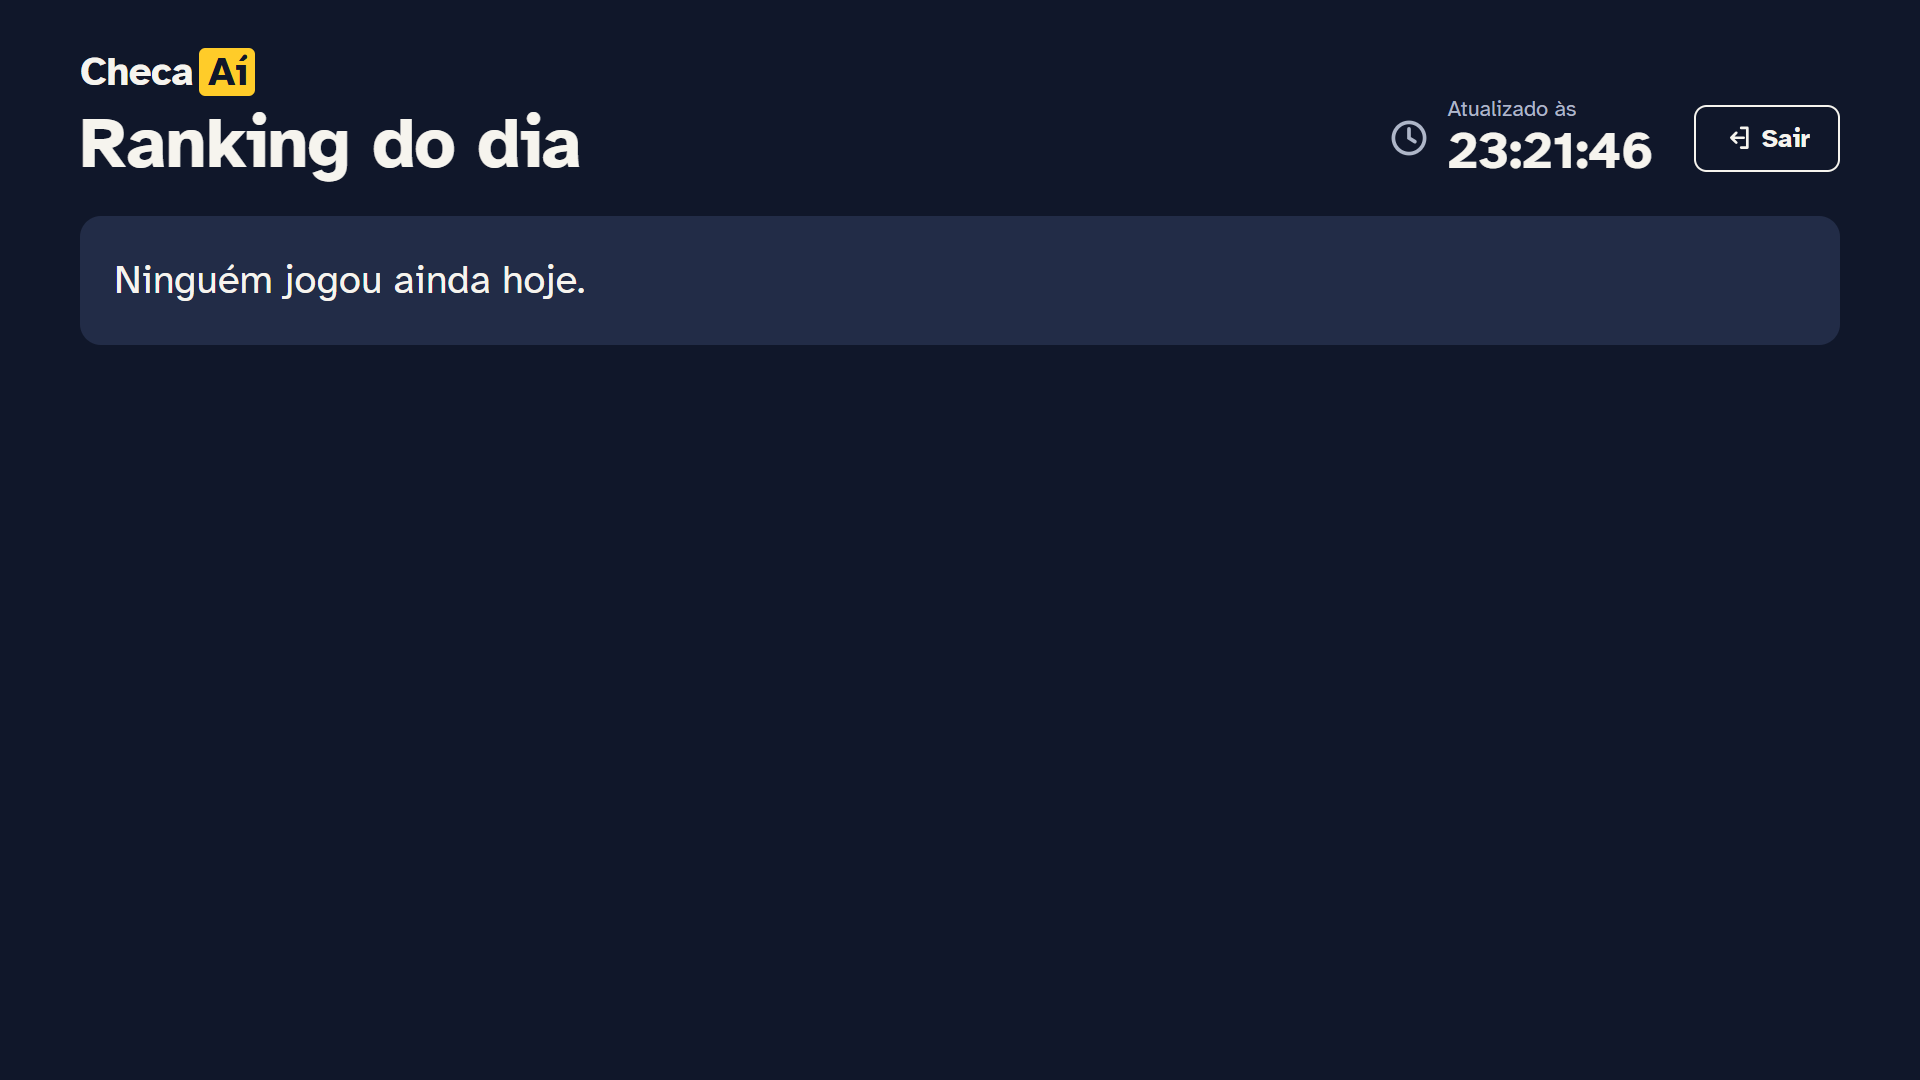 Checa Aí
Ranking do dia
Atualizado às
23:21:46
Sair
Ninguém jogou ainda hoje.